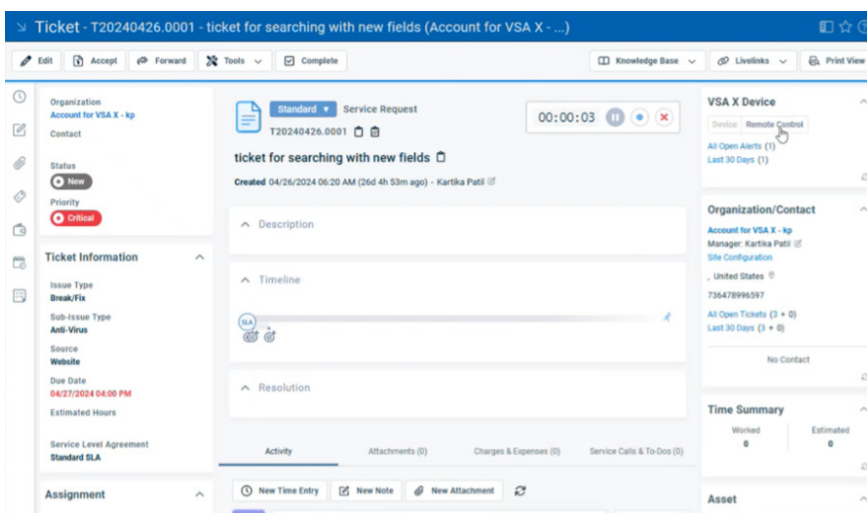 Ticket - T20240426.0001 - ticket for searching with new fields (Account for VSA X - ...)
Edit
Accept
Forward
Tools
Complete
Knowledge Base
Livelinks
Print View
Organization
Account for VSA X - kp
Contact
Status
New
Priority
Critical
Ticket Information
Issue Type
Break/Fix
Sub-Issue Type
Anti-Virus
Source
Website
Due Date
04/27/2024 04:00 PM
Estimated Hours
Service Level Agreement
Standard SLA
Assignment
Standard
Service Request
T20240426.0001
00:00:03
ticket for searching with new fields
Created 04/26/2024 06:20 AM (26d 4h 53m ago) - Kartika Patil
Description
Timeline
SLA
Resolution
Activity
Attachments (0)
Charges & Expenses (0)
Service Calls & To-Dos (0)
New Time Entry
New Note
New Attachment
VSA X Device
Device
Remote Control
All Open Alerts (1)
Last 30 Days (1)
Organization/Contact
Account for VSA X - kp
Manager: Kartika Patil
Site Configuration
, United States
736478996597
All Open Tickets (3 + 0)
Last 30 Days (3 + 0)
No Contact
Time Summary
Worked
0
Estimated
0
Asset